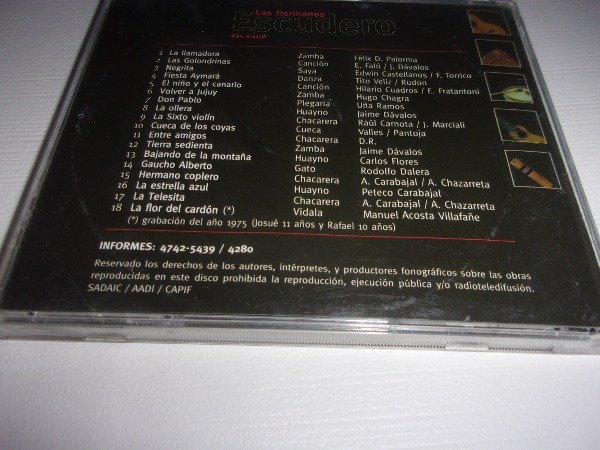 Los Hermanos
Escudero
en vivo
1 La llamadora Zamba Félix D. Palorma
2 Las Golondrinas Canción E. Falú / J. Dávalos
3 Negrita Saya Edwin Castellanos / F. Torrico
4 Fiesta Aymará Danza Tito Veliz / Rudon
5 El niño y el canario Canción Hilario Cuadros / E. Fratantoni
6 Volver a Jujuy Zamba Hugo Chagra
7 Don Pablo Plegaria Uña Ramos
8 La ollera Huayno Jaime Dávalos
9 La Sixto violín Chacarera Raúl Carnota / J. Marciali
10 Cueca de los coyas Cueca Valles / Pantoja
11 Entre amigos Chacarera D.R.
12 Tierra sedienta Zamba Jaime Dávalos
13 Bajando de la montaña Huayno Carlos Flores
14 Gaucho Alberto Gato Rodolfo Dalera
15 Hermano coplero Chacarera A. Carabajal / A. Chazarreta
16 La estrella azul Huayno Peteco Carabajal
17 La Telesita Chacarera A. Carabajal / A. Chazarreta
18 La flor del cardón (*) Vidala Manuel Acosta Villafañe
(*) grabación del año 1975 (Josué 11 años y Rafael 10 años)
INFORMES: 4742-5439 / 4280
Reservado los derechos de los autores, intérpretes, y productores fonográficos sobre las obras
reproducidas en este disco prohibida la reproducción, ejecución pública y/o radioteledifusión.
SADAIC / AADI / CAPIF